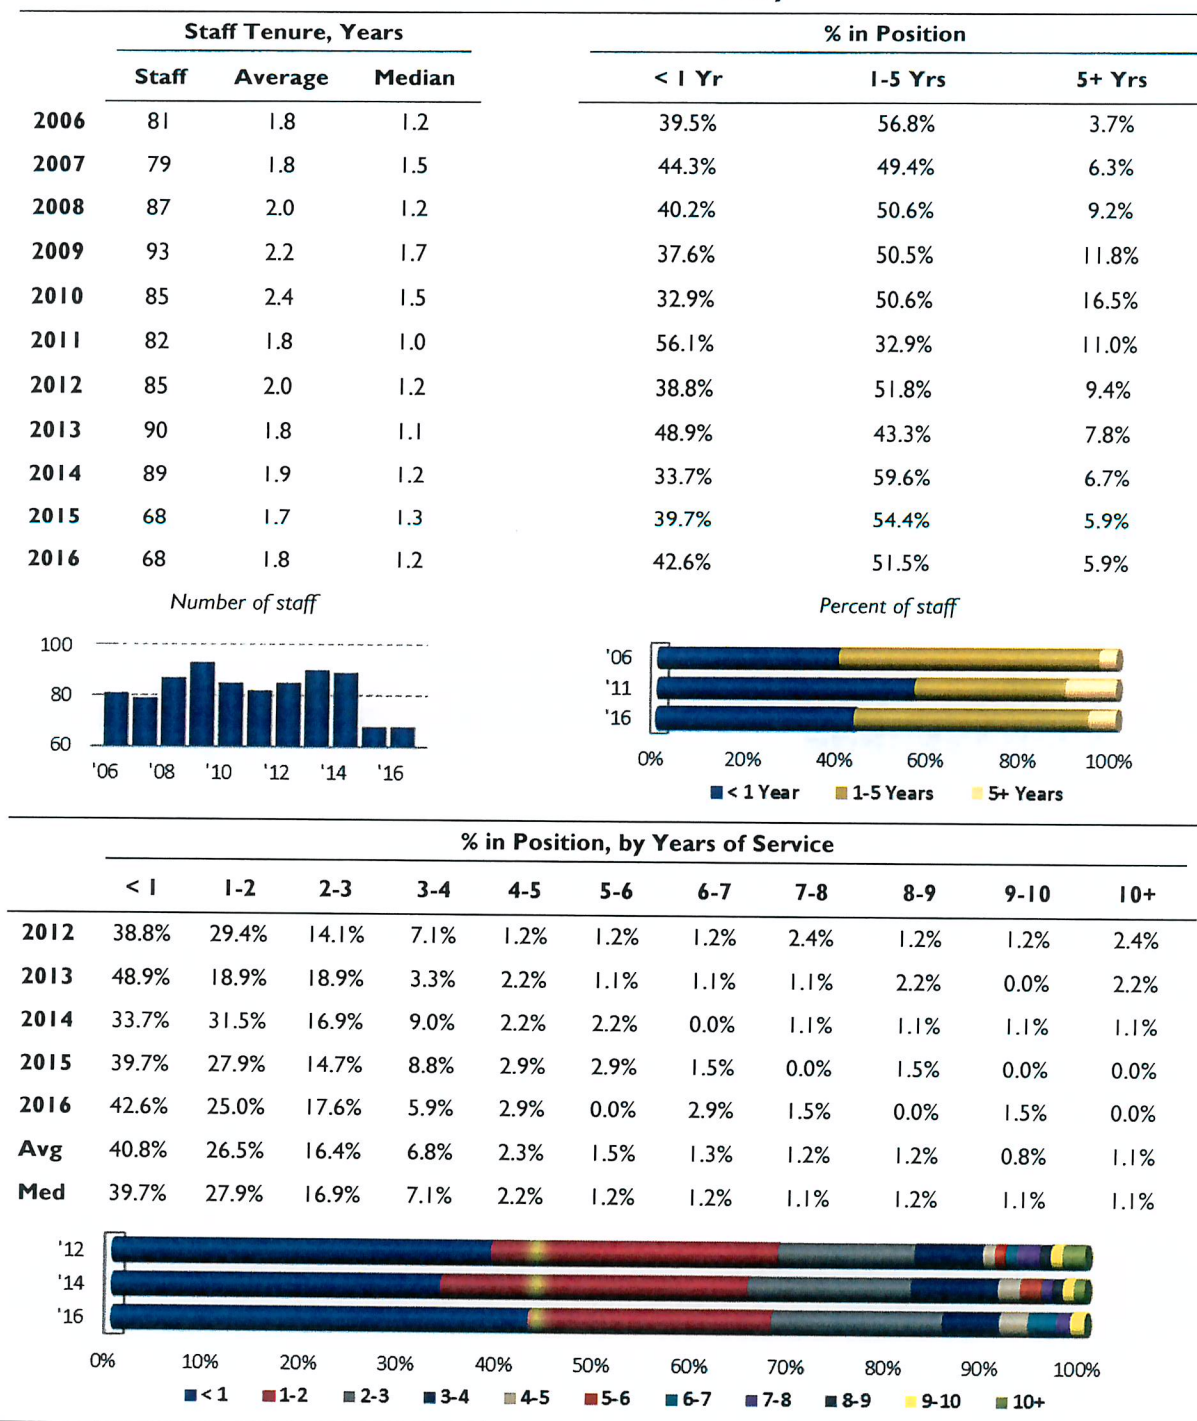 Staff Tenure, Years % in Position
Staff Average Median < 1 Yr 1-5 Yrs 5+ Yrs
2006 81 1.8 1.2 39.5% 56.8% 3.7%
2007 79 1.8 1.5 44.3% 49.4% 6.3%
2008 87 2.0 1.2 40.2% 50.6% 9.2%
2009 93 2.2 1.7 37.6% 50.5% 11.8%
2010 85 2.4 1.5 32.9% 50.6% 16.5%
2011 82 1.8 1.0 56.1% 32.9% 11.0%
2012 85 2.0 1.2 38.8% 51.8% 9.4%
2013 90 1.8 1.1 48.9% 43.3% 7.8%
2014 89 1.9 1.2 33.7% 59.6% 6.7%
2015 68 1.7 1.3 39.7% 54.4% 5.9%
2016 68 1.8 1.2 42.6% 51.5% 5.9%
Number of staff
100
80
60
'06 '08 '10 '12 '14 '16
Percent of staff
'06
'11
'16
0% 20% 40% 60% 80% 100%
< 1 Year 1-5 Years 5+ Years
% in Position, by Years of Service
< 1 1-2 2-3 3-4 4-5 5-6 6-7 7-8 8-9 9-10 10+
2012 38.8% 29.4% 14.1% 7.1% 1.2% 1.2% 1.2% 2.4% 1.2% 1.2% 2.4%
2013 48.9% 18.9% 18.9% 3.3% 2.2% 1.1% 1.1% 1.1% 2.2% 0.0% 2.2%
2014 33.7% 31.5% 16.9% 9.0% 2.2% 2.2% 0.0% 1.1% 1.1% 1.1% 1.1%
2015 39.7% 27.9% 14.7% 8.8% 2.9% 2.9% 1.5% 0.0% 1.5% 0.0% 0.0%
2016 42.6% 25.0% 17.6% 5.9% 2.9% 0.0% 2.9% 1.5% 0.0% 1.5% 0.0%
Avg 40.8% 26.5% 16.4% 6.8% 2.3% 1.5% 1.3% 1.2% 1.2% 0.8% 1.1%
Med 39.7% 27.9% 16.9% 7.1% 2.2% 1.2% 1.2% 1.1% 1.2% 1.1% 1.1%
'12
'14
'16
0% 10% 20% 30% 40% 50% 60% 70% 80% 90% 100%
< 1 1-2 2-3 3-4 4-5 5-6 6-7 7-8 8-9 9-10 10+